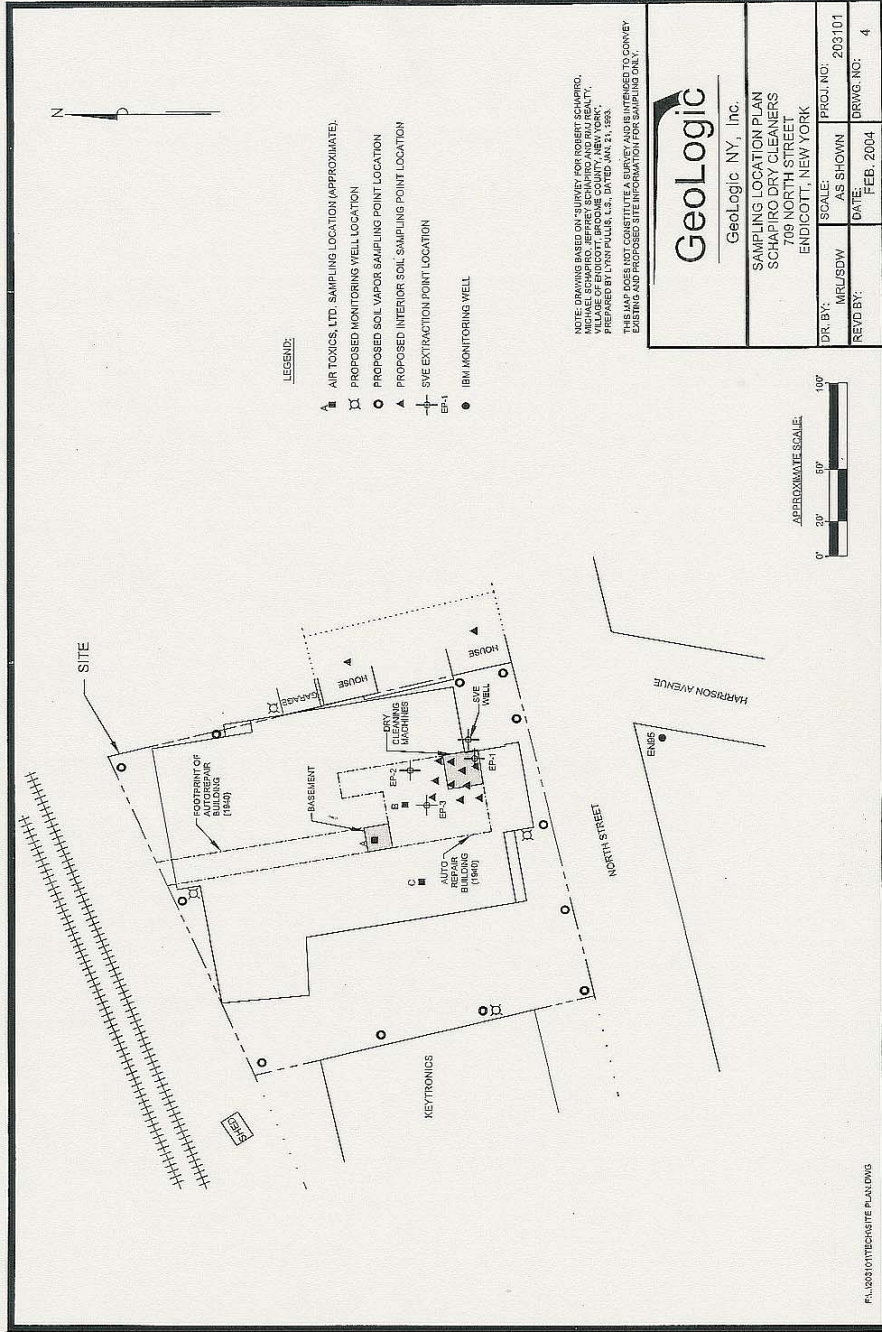 N
SITE
LEGEND:
A AIR TOXICS, LTD. SAMPLING LOCATION (APPROXIMATE).
PROPOSED MONITORING WELL LOCATION
PROPOSED SOIL VAPOR SAMPLING POINT LOCATION
PROPOSED INTERIOR SOIL SAMPLING POINT LOCATION
SVE EXTRACTION POINT LOCATION
EP-1
IBM MONITORING WELL
FOOTPRINT OF
AUTOREPAIR
BUILDING
(1940)
BASEMENT
GARAGE
HOUSE
HOUSE
DRY
CLEANING
MACHINES
SVE
WELL
EP-2
EP-1
EP-3
A
B
C
AUTO
REPAIR
BUILDING
(1940)
SHED
KEYTRONICS
NORTH STREET
HARRISON AVENUE
EN95
NOTE: DRAWING BASED ON "SURVEY FOR ROBERT SCHAPIRO,
MICHAEL SCHAPIRO, JEFFREY SCHAPIRO AND RMJ REALTY,
VILLAGE OF ENDICOTT, BROOME COUNTY, NEW YORK",
PREPARED BY LYNN PULLIS, L.S., DATED JAN. 21, 1993.
THIS MAP DOES NOT CONSTITUTE A SURVEY AND IS INTENDED TO CONVEY
EXISTING AND PROPOSED SITE INFORMATION FOR SAMPLING ONLY.
APPROXIMATE SCALE:
0' 20' 50' 100'
GeoLogic
GeoLogic NY, Inc.
SAMPLING LOCATION PLAN
SCHAPIRO DRY CLEANERS
709 NORTH STREET
ENDICOTT, NEW YORK
DR. BY: MRL/SDW
SCALE: AS SHOWN
PROJ. NO: 203101
REVD BY:
DATE: FEB. 2004
DRWG. NO: 4
F:\...\203101\TECH\SITE PLAN.DWG